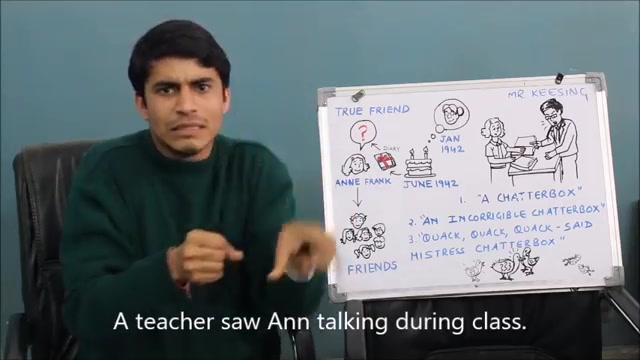 TRUE FRIEND
MR. KEESING
?
DIARY
JAN
1942
ANNE FRANK
JUNE 1942
1. "A CHATTERBOX"
2. "AN INCORRIGIBLE CHATTERBOX"
3. "QUACK, QUACK, QUACK - SAID
MISTRESS CHATTERBOX"
FRIENDS
A teacher saw Ann talking during class.